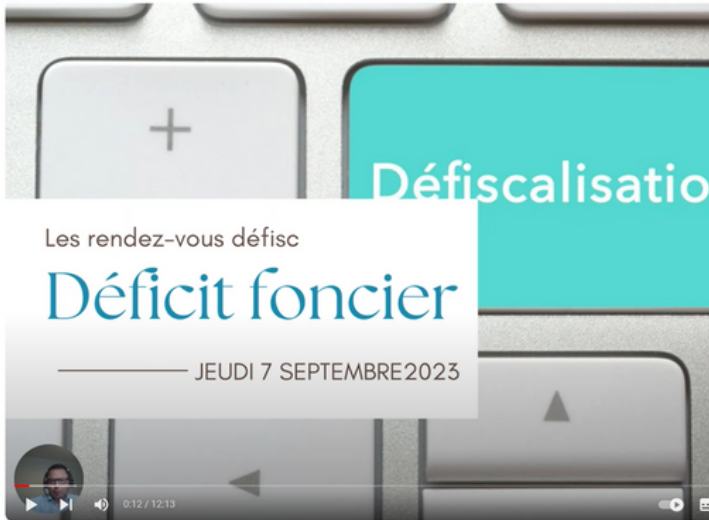 +
Défiscalisatio
Les rendez-vous défisc
Déficit foncier
JEUDI 7 SEPTEMBRE2023
0:12 / 12:13